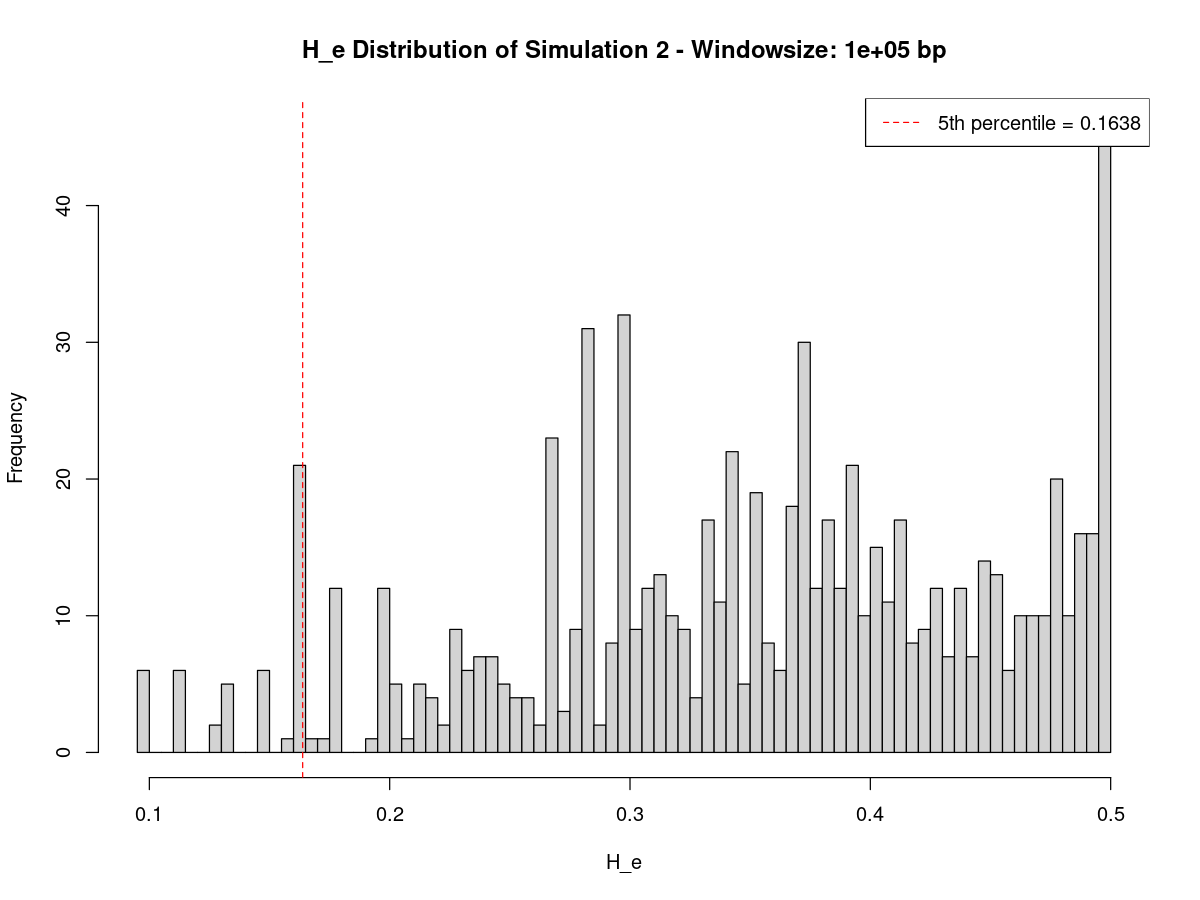 H_e Distribution of Simulation 2 - Windowsize: 1e+05 bp
5th percentile = 0.1638
Frequency
40
30
20
10
0
0.1 0.2 0.3 0.4 0.5
H_e